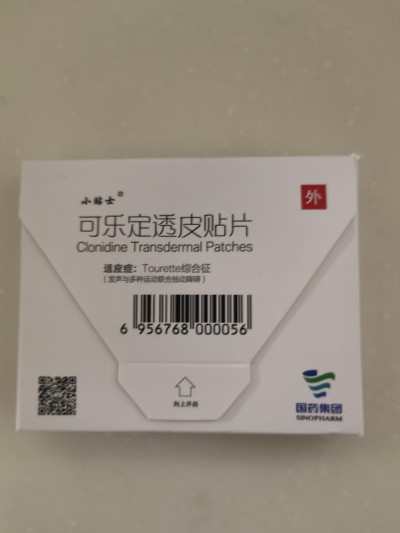 小贴士®
外
可乐定透皮贴片
Clonidine Transdermal Patches
适应症：Tourette综合征
（发声与多种运动联合抽动障碍）
6 956768 000056
向上开启
国药集团
SINOPHARM